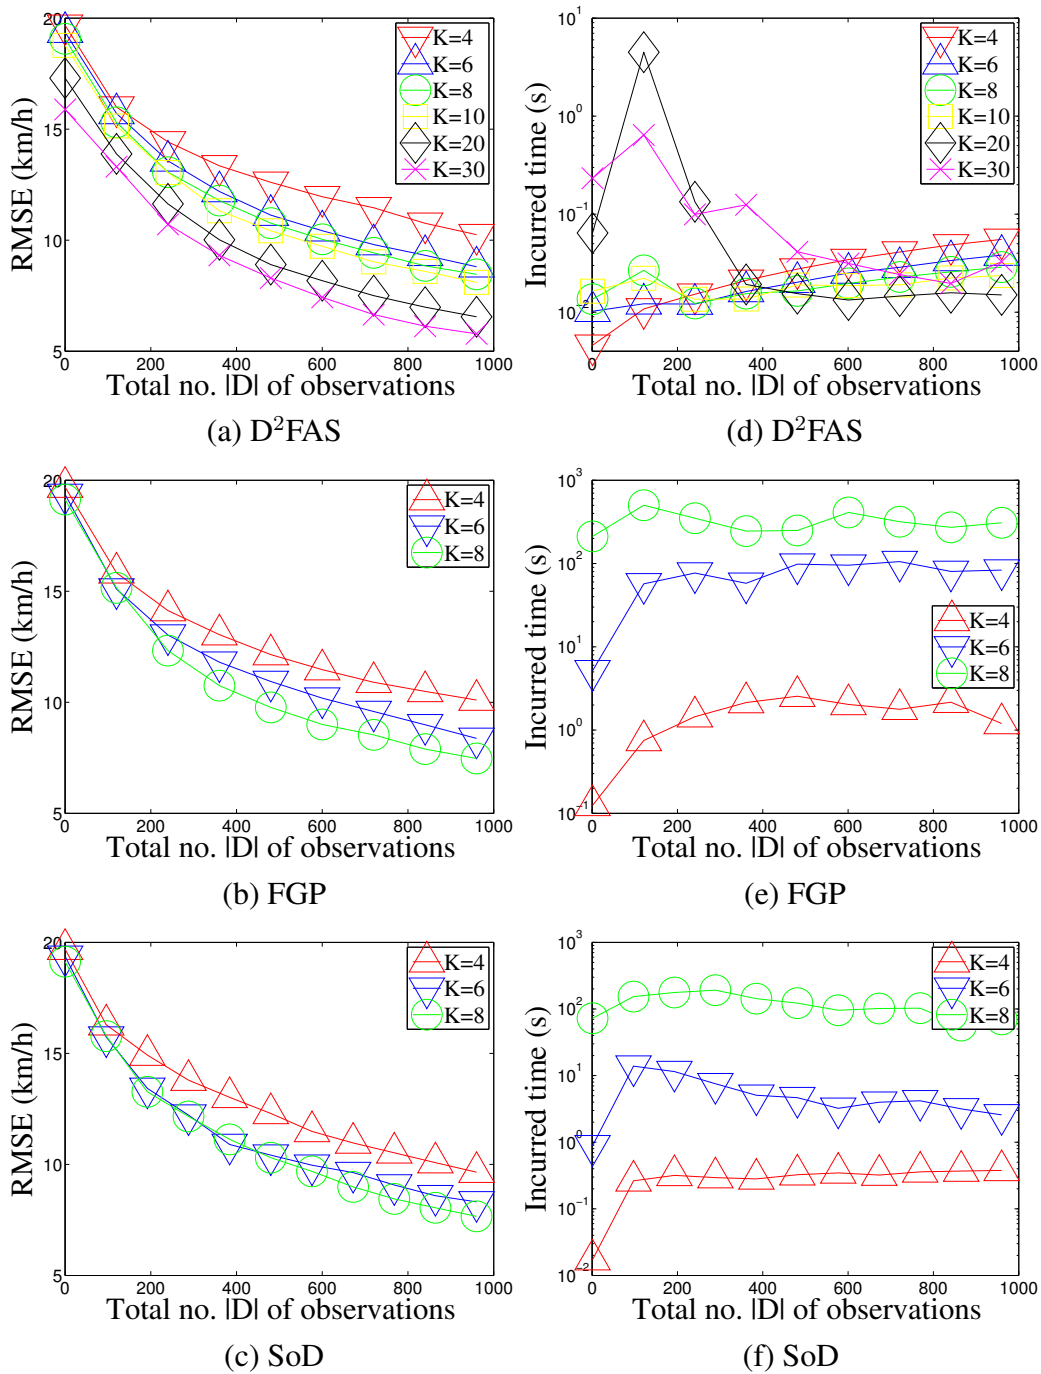 RMSE (km/h)
20
15
10
5
0 200 400 600 800 1000
K=4
K=6
K=8
K=10
K=20
K=30
Total no. |D| of observations
(a) D²FAS
Incurred time (s)
10¹
10⁰
10⁻¹
10⁻²
0 200 400 600 800 1000
K=4
K=6
K=8
K=10
K=20
K=30
Total no. |D| of observations
(d) D²FAS
RMSE (km/h)
20
15
10
5
0 200 400 600 800 1000
K=4
K=6
K=8
Total no. |D| of observations
(b) FGP
Incurred time (s)
10³
10²
10¹
10⁰
10⁻¹
0 200 400 600 800 1000
K=4
K=6
K=8
Total no. |D| of observations
(e) FGP
RMSE (km/h)
20
15
10
5
0 200 400 600 800 1000
K=4
K=6
K=8
Total no. |D| of observations
(c) SoD
Incurred time (s)
10³
10²
10¹
10⁰
10⁻¹
10⁻²
0 200 400 600 800 1000
K=4
K=6
K=8
Total no. |D| of observations
(f) SoD